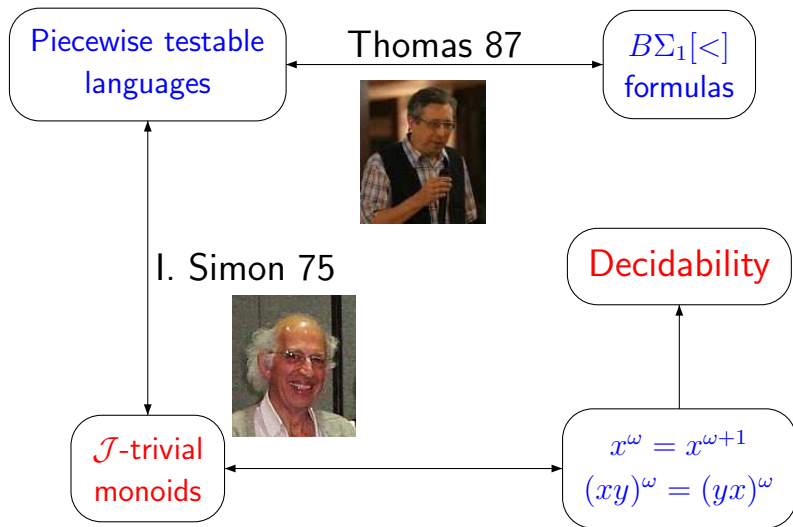 Piecewise testable
languages
Thomas 87
BΣ₁[<]
formulas
I. Simon 75
Decidability
𝒥-trivial
monoids
x^ω = x^{ω+1}
(xy)^ω = (yx)^ω